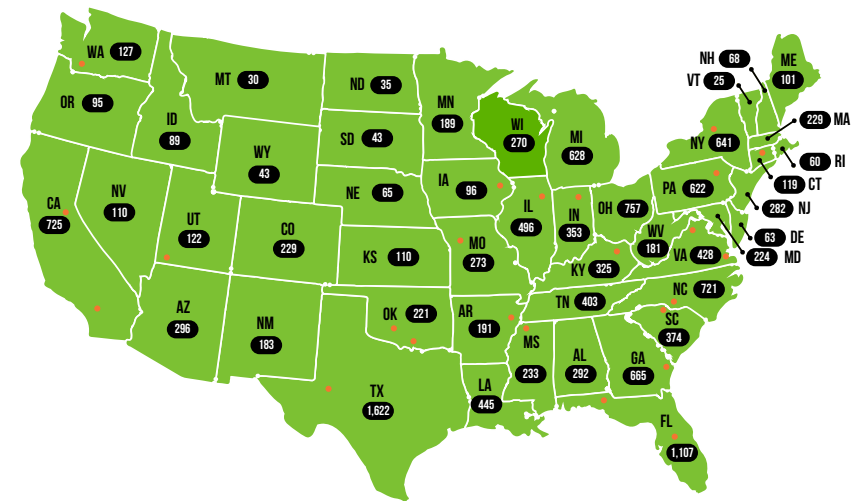 WA 127
OR 95
ID
89
MT 30
ND 35
SD 43
WY
43
NE 65
MN
189
WI
270
MI
628
IA 96
CA
725
NV
110
UT
122
CO
229
KS 110
MO
273
IL
496
IN
353
OH 757
KY 325
WV
181
VA 428
PA 622
NY 641
VT 25
NH 68
ME
101
229 MA
60 RI
119 CT
282 NJ
63 DE
224 MD
AZ
296
NM
183
OK 221
AR
191
TN 403
NC 721
SC
374
MS
233
AL
292
GA
665
LA
445
TX
1,622
FL
1,107